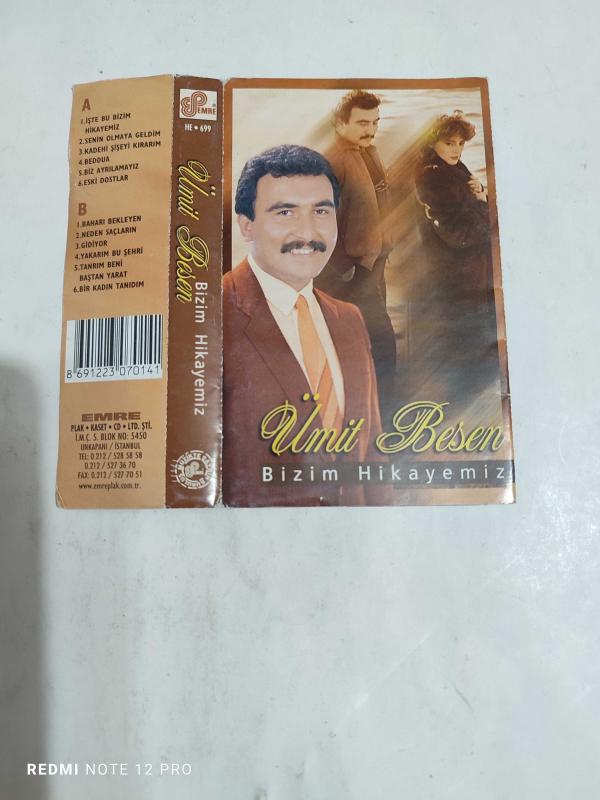 A
1.İŞTE BU BİZİM
HİKAYEMİZ
2.SENİN OLMAYA GELDİM
3.KADEHİ ŞİŞEYİ KIRARIM
4.BEDDUA
5.BİZ AYRILAMAYIZ
6.ESKİ DOSTLAR
B
1.BAHARI BEKLEYEN
2.NEDEN SAÇLARIN
3.GİDİYOR
4.YAKARIM BU ŞEHRİ
5.TANRIM BENİ
BAŞTAN YARAT
6.BİR KADIN TANIDIM
8 691223 070141
EMRE
PLAK • KASET • CD • LTD. ŞTİ.
İ.M.Ç. 5. BLOK NO: 5450
UNKAPANI / İSTANBUL
TEL: 0.212 / 528 58 58
0.212 / 527 36 70
FAX: 0.212 / 527 70 51
www.emreplak.com.tr.
EMRE
HE • 699
Ümit Besen
Bizim Hikayemiz
Ümit Besen
Bizim Hikayemiz
REDMI NOTE 12 PRO